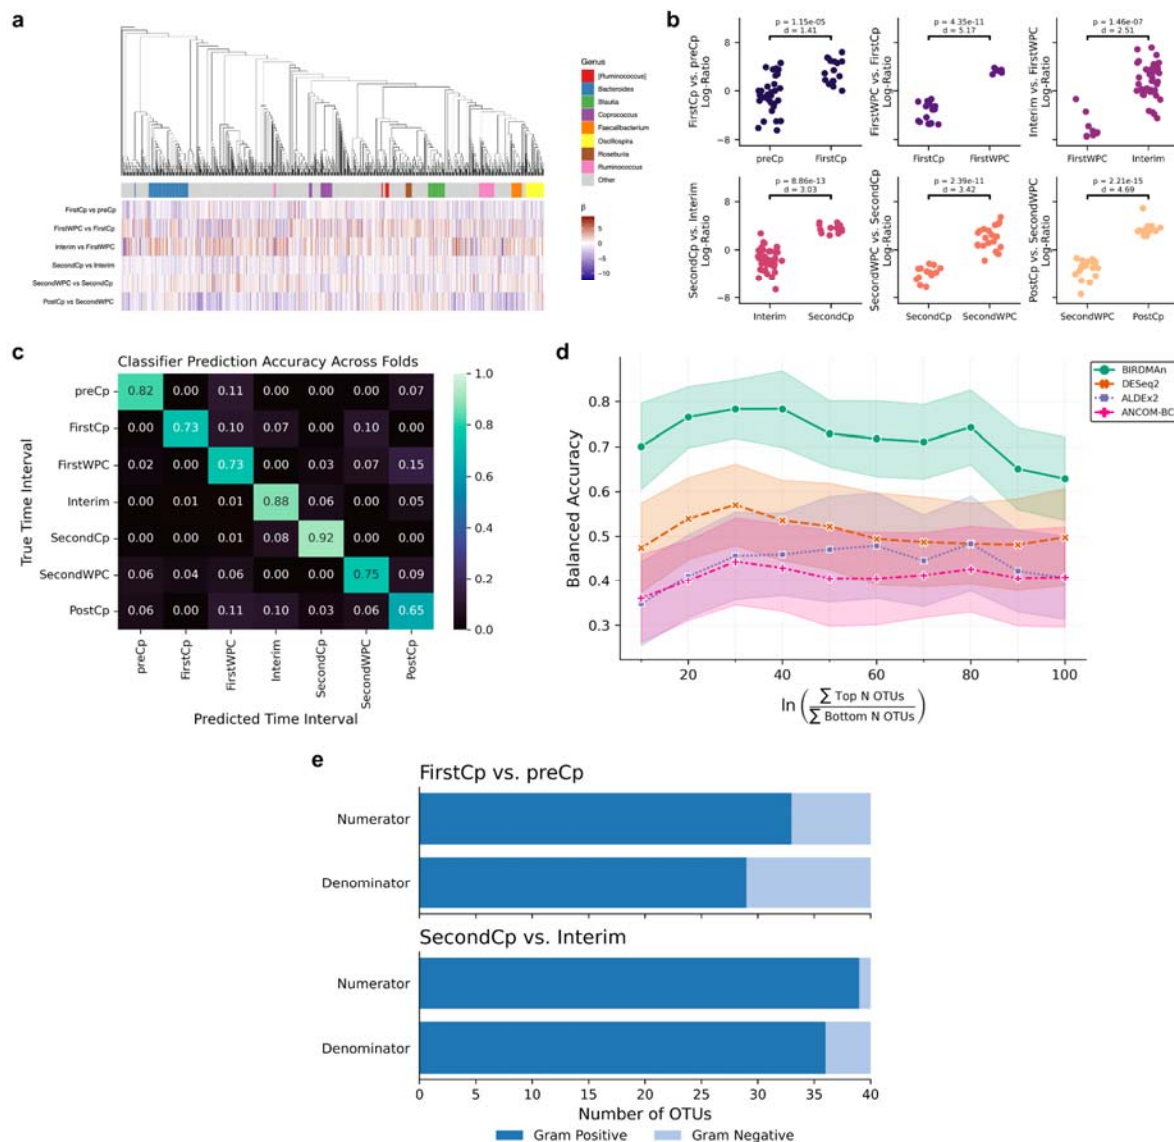 a
Genus
[Ruminococcus]
Bacteroides
Blautia
Coprococcus
Faecalibacterium
Oscillospira
Roseburia
Ruminococcus
Other
β
5
0
-5
-10
FirstCp vs preCp
FirstWPC vs FirstCp
Interim vs FirstWPC
SecondCp vs Interim
SecondWPC vs SecondCp
PostCp vs SecondWPC
b
p = 1.15e-05
d = 1.41
FirstCp vs. preCp
Log-Ratio
8
0
−8
preCp FirstCp
p = 4.35e-11
d = 5.17
FirstWPC vs. FirstCp
Log-Ratio
FirstCp FirstWPC
p = 1.46e-07
d = 2.51
Interim vs. FirstWPC
Log-Ratio
FirstWPC Interim
p = 8.86e-13
d = 3.03
SecondCp vs. Interim
Log-Ratio
8
0
−8
Interim SecondCp
p = 2.39e-11
d = 3.42
SecondWPC vs. SecondCp
Log-Ratio
SecondCp SecondWPC
p = 2.21e-15
d = 4.69
PostCp vs. SecondWPC
Log-Ratio
SecondWPC PostCp
c
Classifier Prediction Accuracy Across Folds
True Time Interval
preCp 0.82 0.00 0.11 0.00 0.00 0.00 0.07
FirstCp 0.00 0.73 0.10 0.07 0.00 0.10 0.00
FirstWPC 0.02 0.00 0.73 0.00 0.03 0.07 0.15
Interim 0.00 0.01 0.01 0.88 0.06 0.00 0.05
SecondCp 0.00 0.00 0.01 0.08 0.92 0.00 0.00
SecondWPC 0.06 0.04 0.06 0.00 0.00 0.75 0.09
PostCp 0.06 0.00 0.11 0.10 0.03 0.06 0.65
preCp FirstCp FirstWPC Interim SecondCp SecondWPC PostCp
Predicted Time Interval
1.0
0.8
0.6
0.4
0.2
0.0
d
Balanced Accuracy
0.8
0.7
0.6
0.5
0.4
0.3
20 40 60 80 100
ln (∑ Top N OTUs / ∑ Bottom N OTUs)
BIRDMAn
DESeq2
ALDEx2
ANCOM-BC
e
FirstCp vs. preCp
Numerator
Denominator
SecondCp vs. Interim
Numerator
Denominator
0 5 10 15 20 25 30 35 40
Number of OTUs
Gram Positive Gram Negative